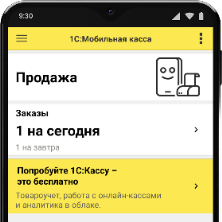 9:30
1С:Мобильная касса
Продажа
Заказы
1 на сегодня
1 на завтра
Попробуйте 1С:Кассу –
это бесплатно
Товароучет, работа с онлайн-кассами
и аналитика в облаке.